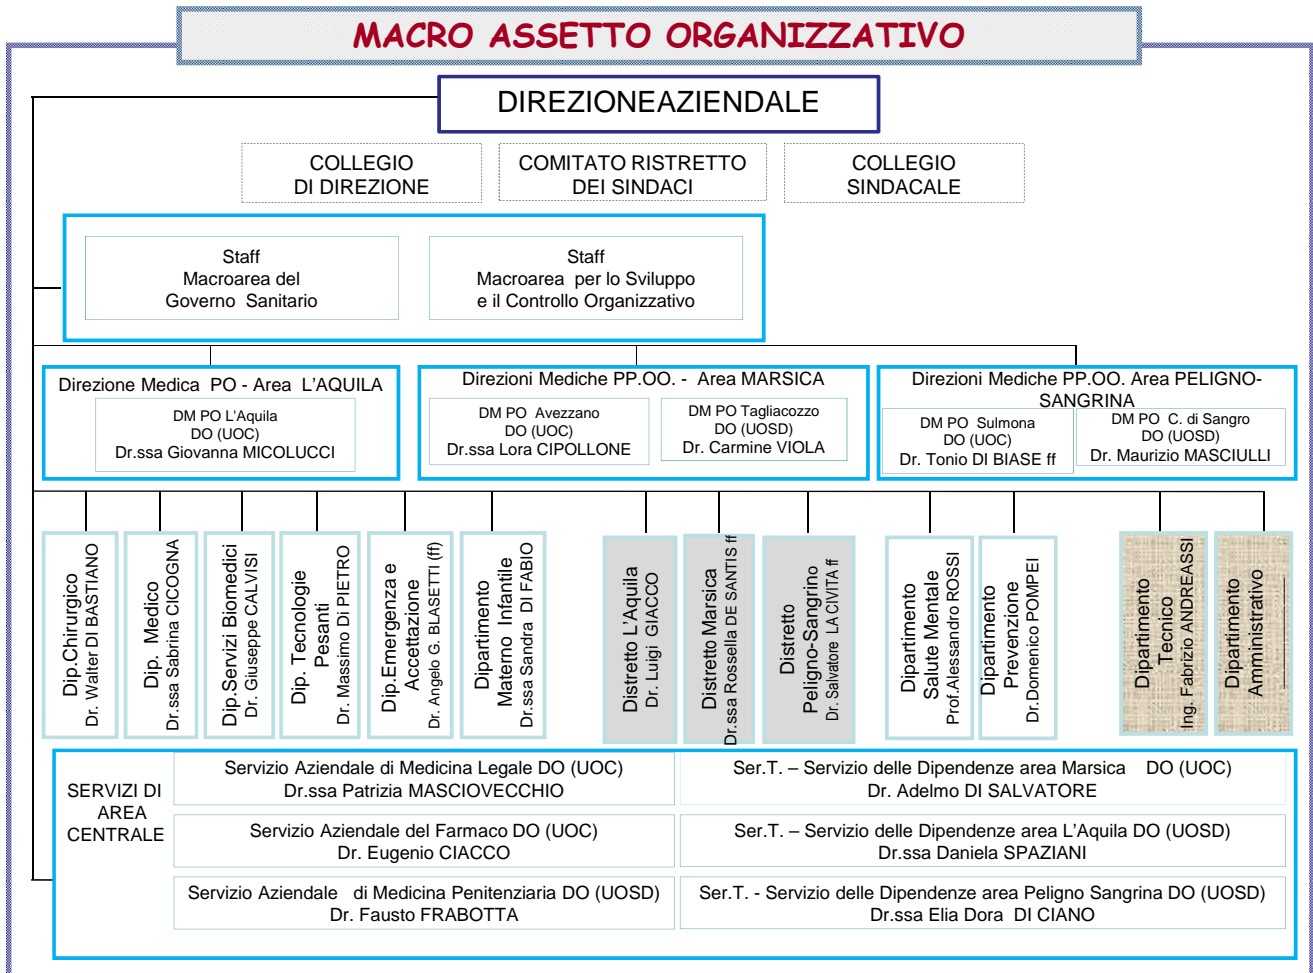 MACRO ASSETTO ORGANIZZATIVO
DIREZIONEAZIENDALE
COLLEGIO
DI DIREZIONE
COMITATO RISTRETTO
DEI SINDACI
COLLEGIO
SINDACALE
Staff
Macroarea del
Governo Sanitario
Staff
Macroarea per lo Sviluppo
e il Controllo Organizzativo
Direzione Medica PO - Area L'AQUILA
DM PO L'Aquila
DO (UOC)
Dr.ssa Giovanna MICOLUCCI
Direzioni Mediche PP.OO. - Area MARSICA
DM PO Avezzano
DO (UOC)
Dr.ssa Lora CIPOLLONE
DM PO Tagliacozzo
DO (UOSD)
Dr. Carmine VIOLA
Direzioni Mediche PP.OO. Area PELIGNO-
SANGRINA
DM PO Sulmona
DO (UOC)
Dr. Tonio DI BIASE ff
DM PO C. di Sangro
DO (UOSD)
Dr. Maurizio MASCIULLI
Dip.Chirurgico
Dr. Walter DI BASTIANO
Dip. Medico
Dr.ssa Sabrina CICOGNA
Dip.Servizi Biomedici
Dr. Giuseppe CALVISI
Dip. Tecnologie
Pesanti
Dr. Massimo DI PIETRO
Dip.Emergenza e
Accettazione
Dr. Angelo G. BLASETTI (ff)
Dipartimento
Materno Infantile
Dr.ssa Sandra DI FABIO
Distretto L'Aquila
Dr. Luigi GIACCO
Distretto Marsica
Dr.ssa Rossella DE SANTIS ff
Distretto
Peligno-Sangrino
Dr. Salvatore LA CIVITA ff
Dipartimento
Salute Mentale
Prof.Alessandro ROSSI
Dipartimento
Prevenzione
Dr.Domenico POMPEI
Dipartimento
Tecnico
Ing. Fabrizio ANDREASSI
Dipartimento
Amministrativo
SERVIZI DI
AREA
CENTRALE
Servizio Aziendale di Medicina Legale DO (UOC)
Dr.ssa Patrizia MASCIOVECCHIO
Ser.T. – Servizio delle Dipendenze area Marsica DO (UOC)
Dr. Adelmo DI SALVATORE
Servizio Aziendale del Farmaco DO (UOC)
Dr. Eugenio CIACCO
Ser.T. – Servizio delle Dipendenze area L'Aquila DO (UOSD)
Dr.ssa Daniela SPAZIANI
Servizio Aziendale di Medicina Penitenziaria DO (UOSD)
Dr. Fausto FRABOTTA
Ser.T. - Servizio delle Dipendenze area Peligno Sangrina DO (UOSD)
Dr.ssa Elia Dora DI CIANO